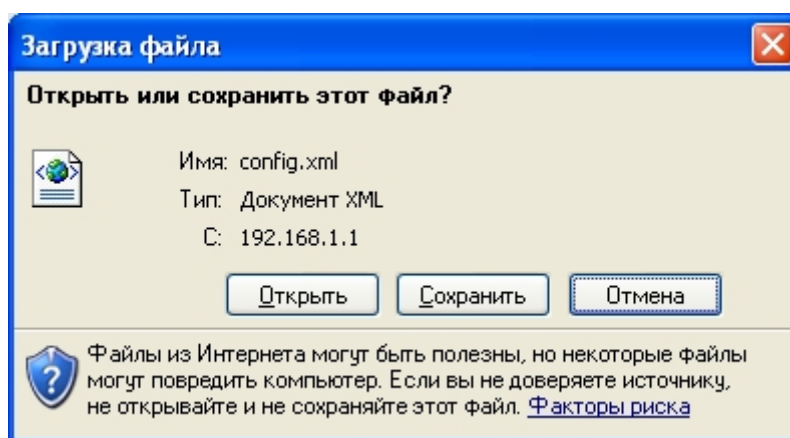 Загрузка файла
Открыть или сохранить этот файл?
Имя: config.xml
Тип: Документ XML
С: 192.168.1.1
Открыть Сохранить Отмена
Файлы из Интернета могут быть полезны, но некоторые файлы
могут повредить компьютер. Если вы не доверяете источнику,
не открывайте и не сохраняйте этот файл. Факторы риска